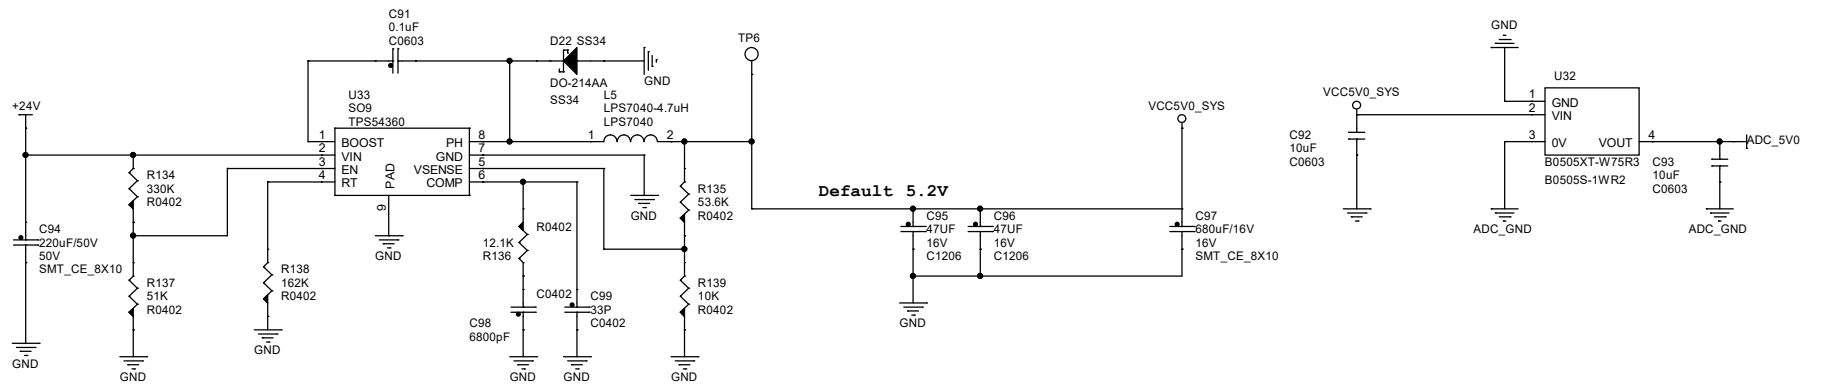 C91
0.1uF
C0603
D22 SS34
DO-214AA
SS34
GND
TP6
+24V
U33
SO9
TPS54360
1 BOOST
2 VIN
3 EN
4 RT
PH 8
GND 7
VSENSE 5
COMP 6
PAD
9
GND
L5
LPS7040-4.7uH
LPS7040
1 2
GND
R134
330K
R0402
R137
51K
R0402
GND
C94
220uF/50V
50V
SMT_CE_8X10
GND
R138
162K
R0402
GND
R0402
12.1K
R136
C0402
C98
6800pF
GND
C99
33P
C0402
GND
R135
53.6K
R0402
R139
10K
R0402
GND
Default 5.2V
VCC5V0_SYS
C95
47UF
16V
C1206
C96
47UF
16V
C1206
C97
680uF/16V
16V
SMT_CE_8X10
GND
GND
U32
VCC5V0_SYS
1 GND
2 VIN
3 0V
VOUT 4
B0505XT-W75R3
B0505S-1WR2
C92
10uF
C0603
ADC_GND
C93
10uF
C0603
ADC_5V0
ADC_GND